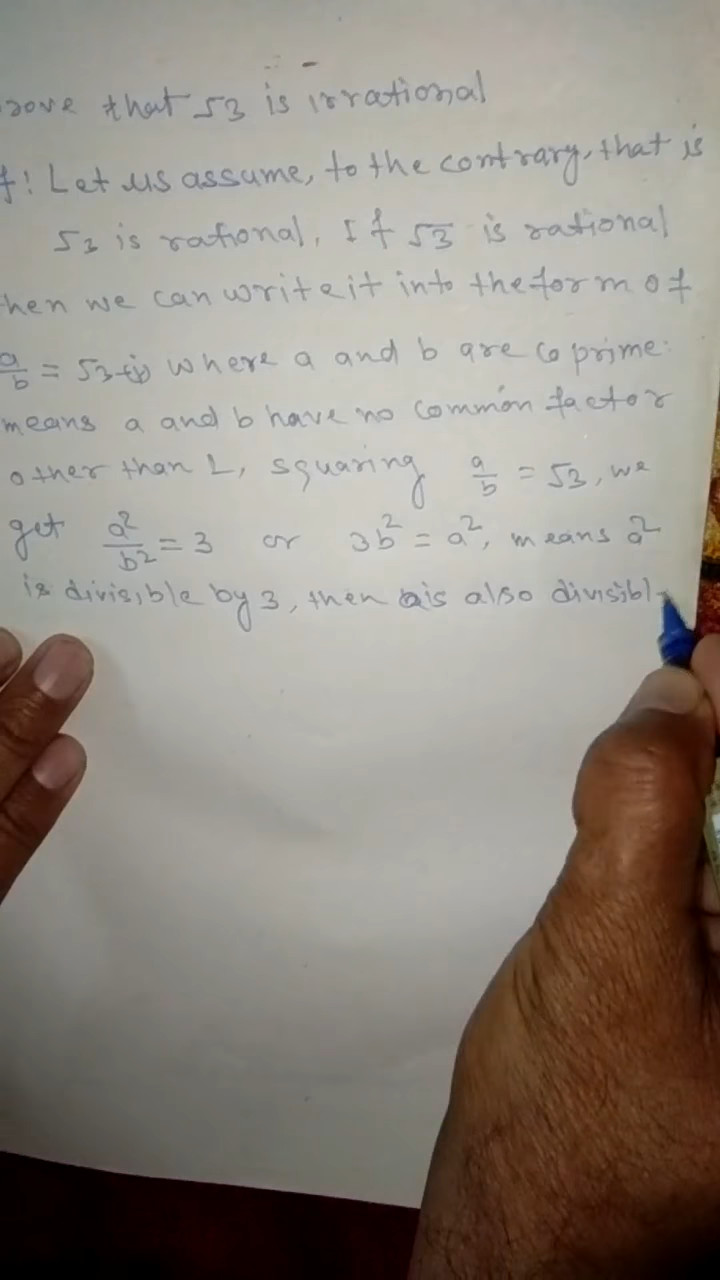 rove that √3 is irrational
f: Let us assume, to the contrary, that is
√3 is rational, If √3 is rational
hen we can write it into the form of
a/b = √3 -(i) where a and b are co prime.
means a and b have no common factor
other than 1, squaring a/b = √3, we
get a²/b² = 3 or 3b² = a², means a²
is divisible by 3, then a is also divisibl